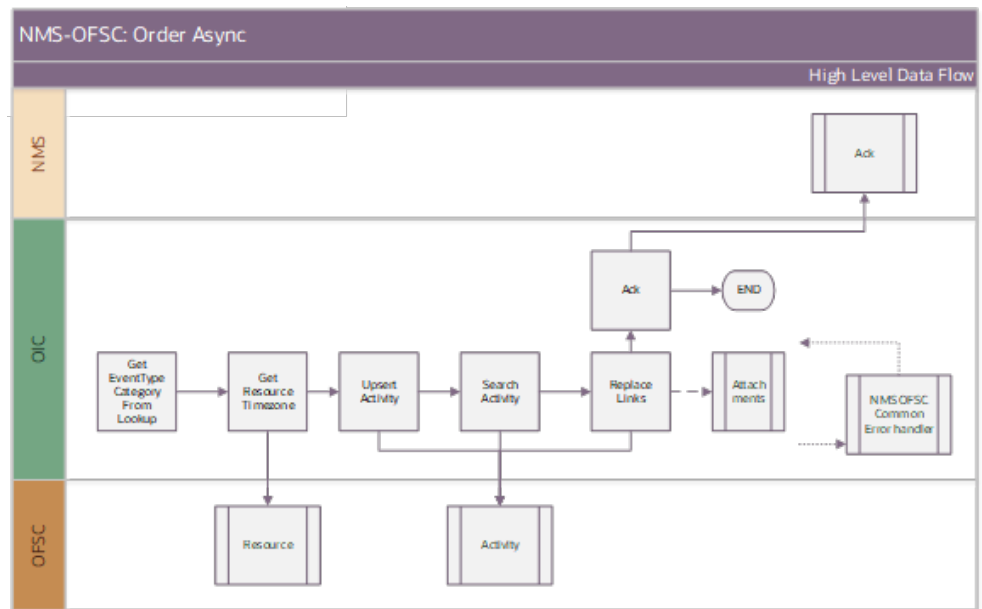 NMS-OFSC: Order Async
High Level Data Flow
NMS
Ack
OIC
Ack
END
Get
EventType
Category
From
Lookup
Get
Resource
Timezone
Upsert
Activity
Search
Activity
Replace
Links
Attach
ments
NMSOFSC
Common
Error handler
OFSC
Resource
Activity